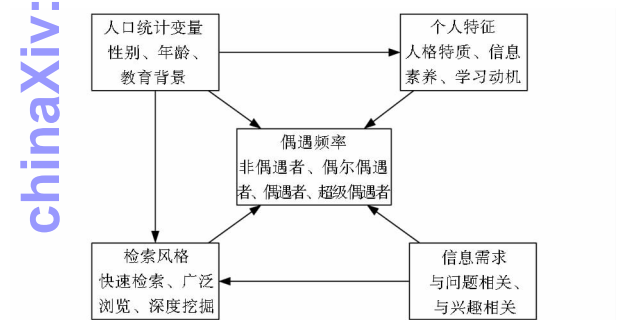 chinaXiv:
人口统计变量
性别、年龄、
教育背景
个人特征
人格特质、信息
素养、学习动机
偶遇频率
非偶遇者、偶尔偶遇
者、偶遇者、超级偶遇者
检索风格
快速检索、广泛
浏览、深度挖掘
信息需求
与问题相关、
与兴趣相关